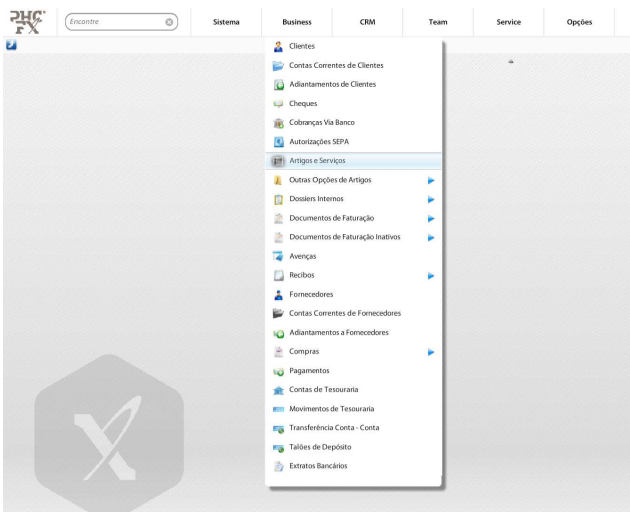 PHC
FX
Encontre
Sistema
Business
CRM
Team
Service
Opções
Clientes
Contas Correntes de Clientes
Adiantamentos de Clientes
Cheques
Cobranças Via Banco
Autorizações SEPA
Artigos e Serviços
Outras Opções de Artigos
Dossiers Internos
Documentos de Faturação
Documentos de Faturação Inativos
Avenças
Recibos
Fornecedores
Contas Correntes de Fornecedores
Adiantamentos a Fornecedores
Compras
Pagamentos
Contas de Tesouraria
Movimentos de Tesouraria
Transferência Conta - Conta
Talões de Depósito
Extratos Bancários